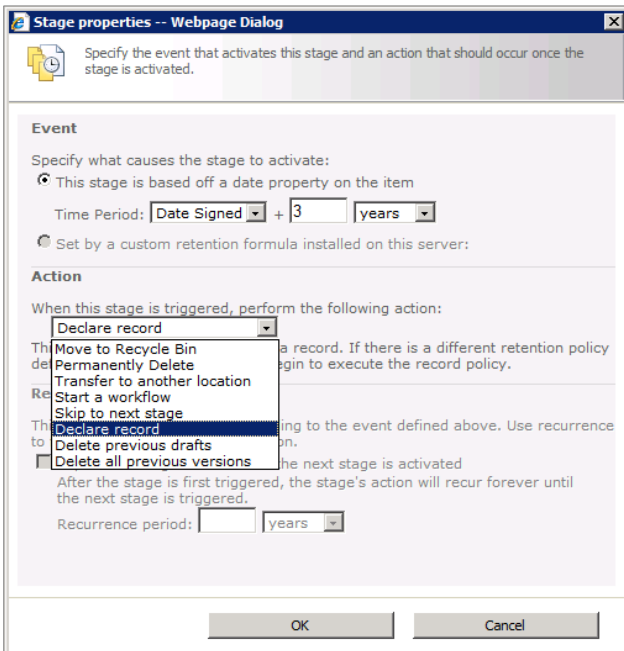 Stage properties -- Webpage Dialog
Specify the event that activates this stage and an action that should occur once the
stage is activated.
Event
Specify what causes the stage to activate:
This stage is based off a date property on the item
Time Period: Date Signed + 3 years
Set by a custom retention formula installed on this server:
Action
When this stage is triggered, perform the following action:
Declare record
Move to Recycle Bin
a record. If there is a different retention policy
Permanently Delete
egin to execute the record policy.
Transfer to another location
Start a workflow
Skip to next stage
ing to the event defined above. Use recurrence
Declare record
to
Delete previous drafts
Delete all previous versions
the next stage is activated
After the stage is first triggered, the stage's action will recur forever until
the next stage is triggered.
Recurrence period: years
OK Cancel